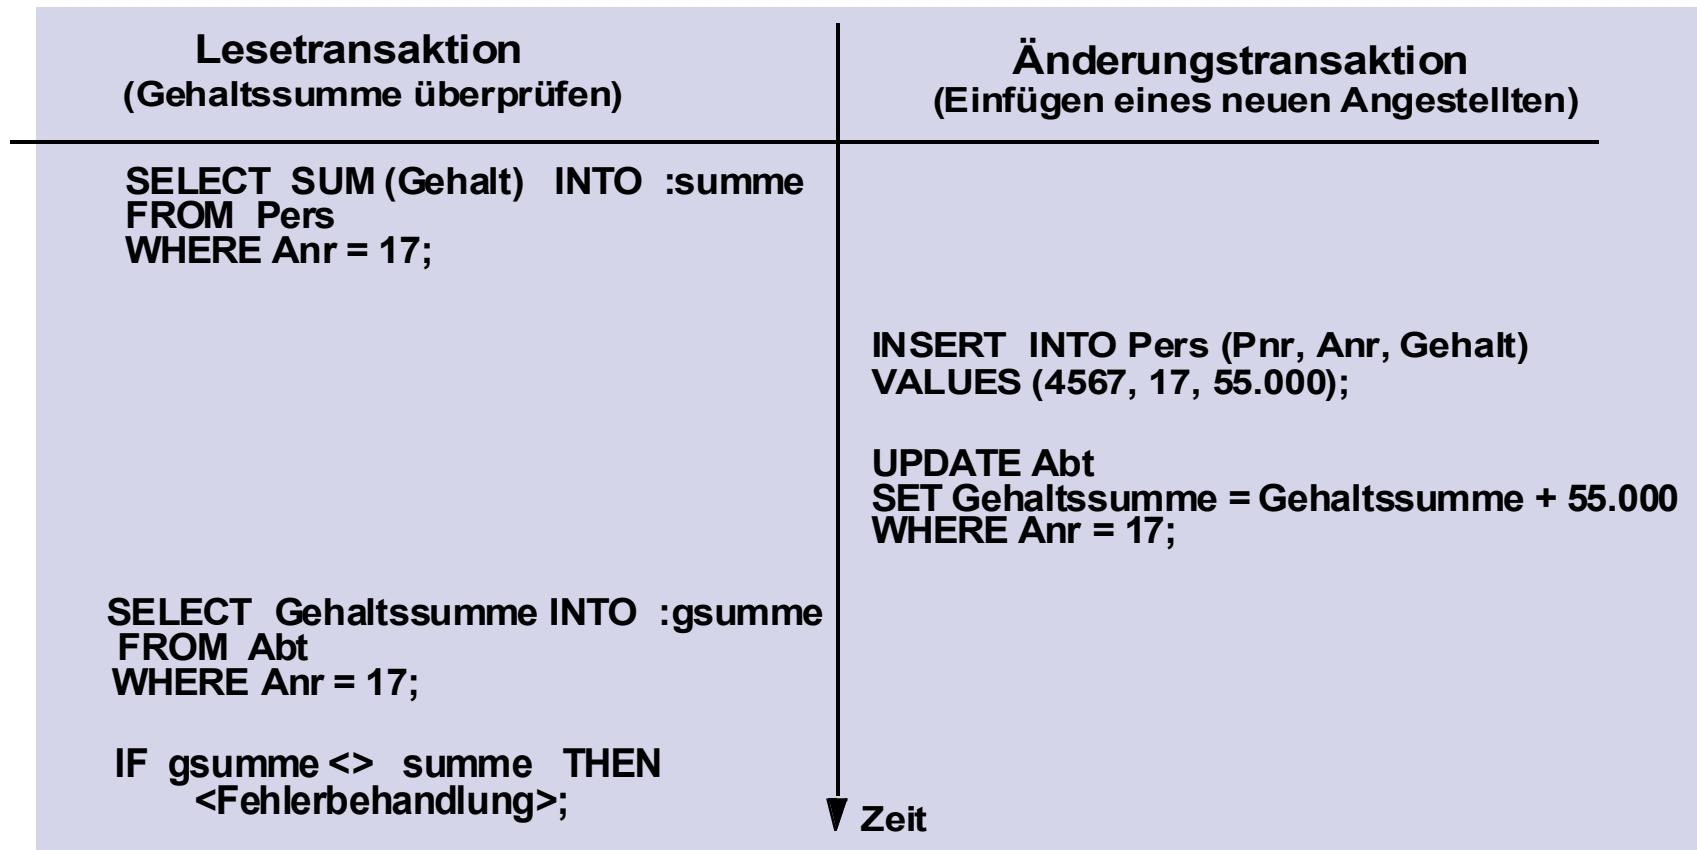 Lesetransaktion
(Gehaltssumme überprüfen)
Änderungstransaktion
(Einfügen eines neuen Angestellten)
SELECT SUM (Gehalt) INTO :summe
FROM Pers
WHERE Anr = 17;
INSERT INTO Pers (Pnr, Anr, Gehalt)
VALUES (4567, 17, 55.000);
UPDATE Abt
SET Gehaltssumme = Gehaltssumme + 55.000
WHERE Anr = 17;
SELECT Gehaltssumme INTO :gsumme
FROM Abt
WHERE Anr = 17;
IF gsumme <> summe THEN
<Fehlerbehandlung>;
Zeit